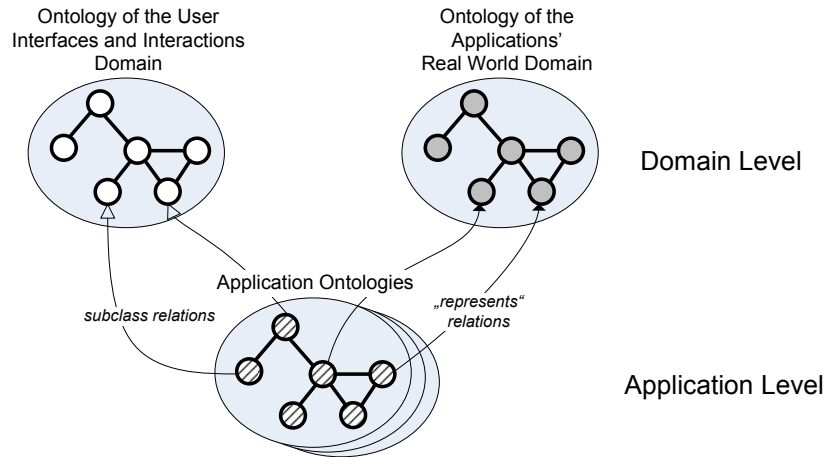 Ontology of the User
Interfaces and Interactions
Domain
Ontology of the
Applications’
Real World Domain
Domain Level
Application Ontologies
subclass relations
„represents“
relations
Application Level